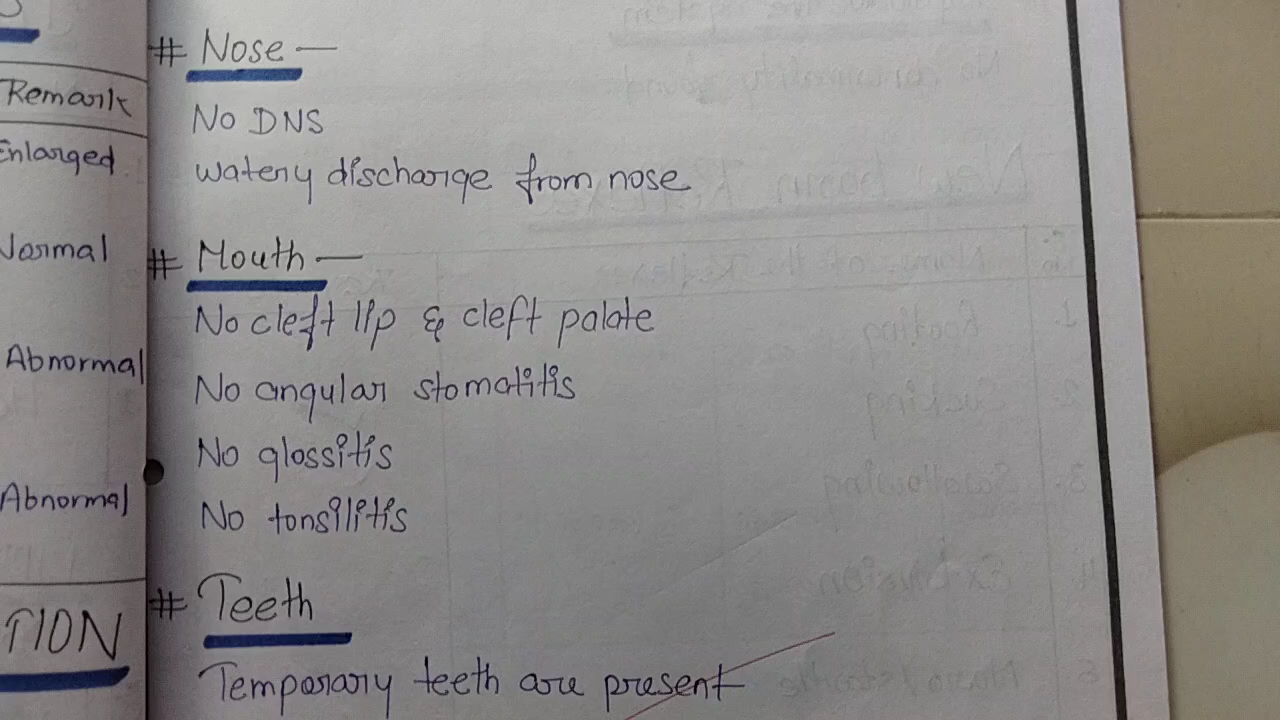 Remark
Enlarged
Normal
Abnormal
Abnormal
TION
# Nose —
No DNS
Watery discharge from nose
# Mouth —
No cleft lip & cleft palate
No angular stomatitis
No glossitis
No tonsilitis
# Teeth
Temporary teeth are present